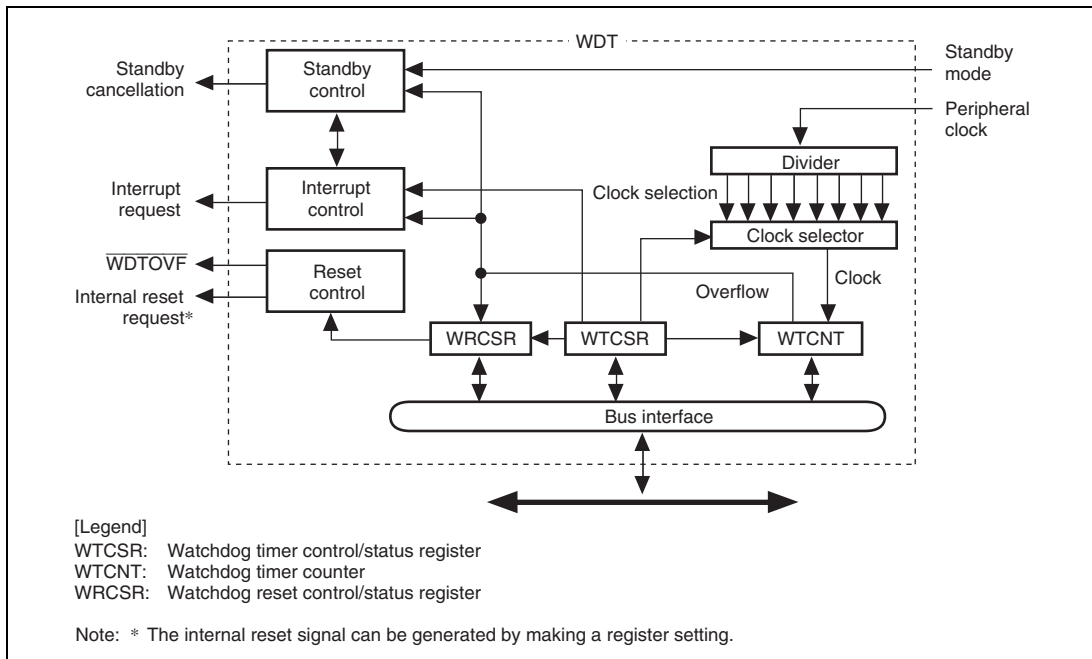 WDT
Standby
cancellation
Standby
control
Standby
mode
Peripheral
clock
Divider
Interrupt
request
Interrupt
control
Clock selection
Clock selector
WDTOVF
Internal reset
request*
Reset
control
Overflow
Clock
WRCSR
WTCSR
WTCNT
Bus interface
[Legend]
WTCSR: Watchdog timer control/status register
WTCNT: Watchdog timer counter
WRCSR: Watchdog reset control/status register
Note: * The internal reset signal can be generated by making a register setting.